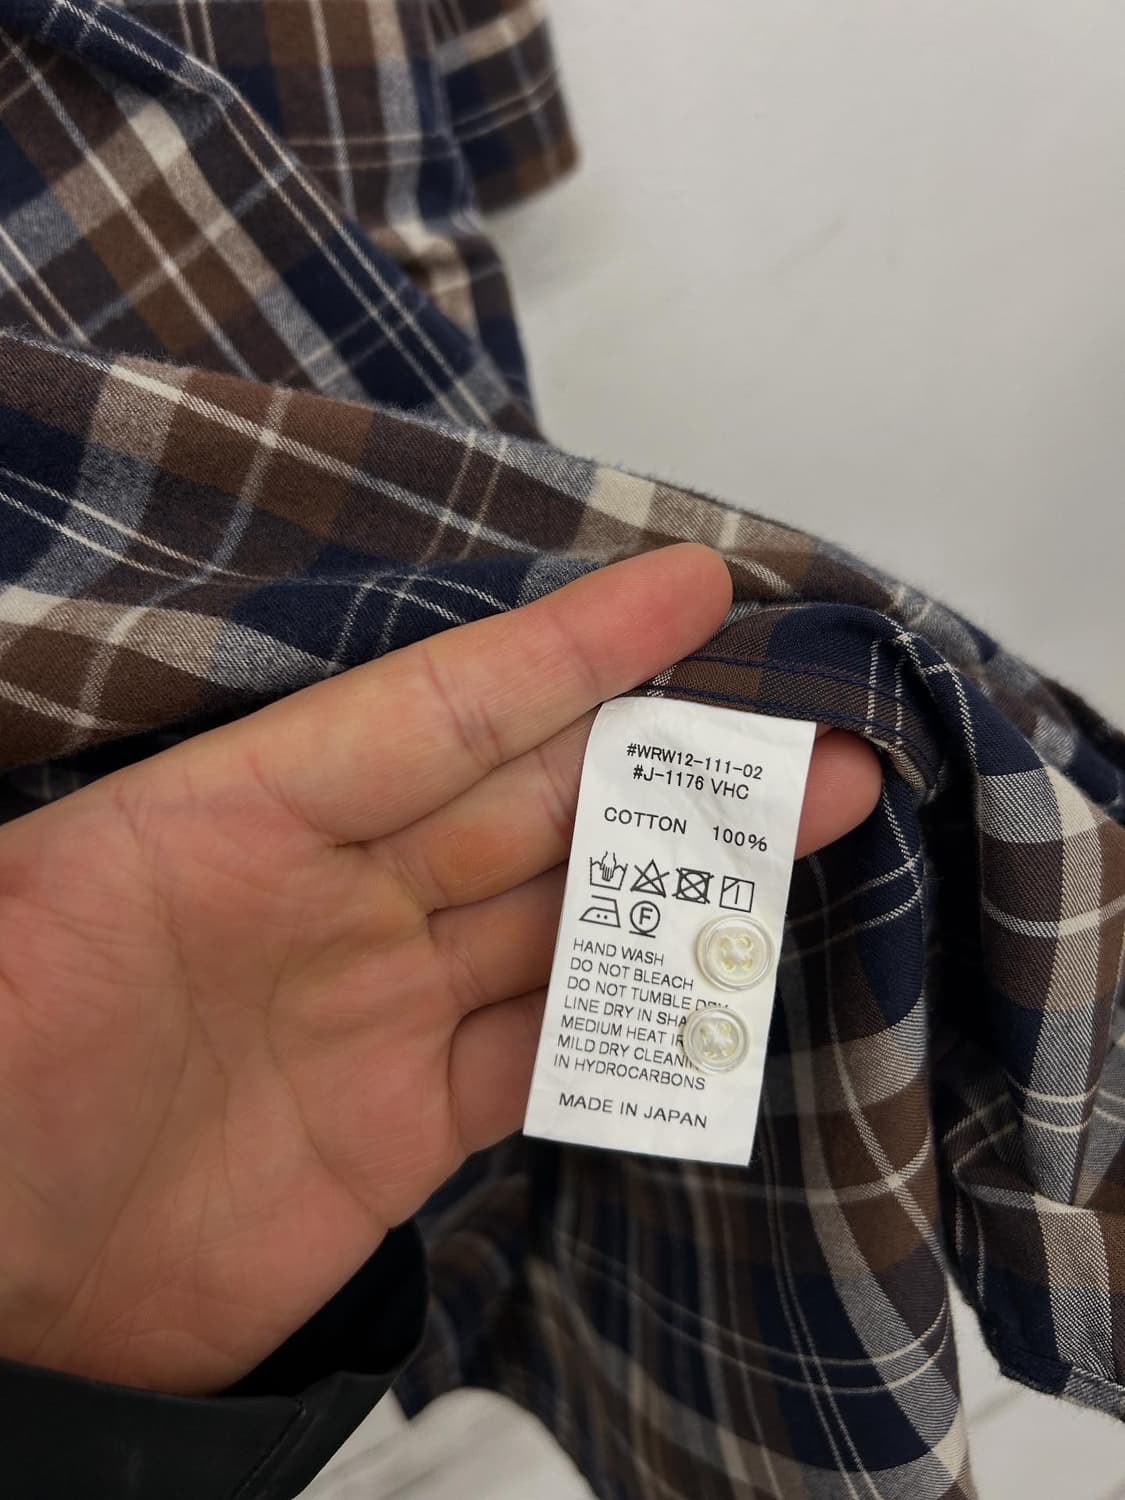 #WRW12-111-02
#J-1176 VHC
COTTON 100%
F
HAND WASH
DO NOT BLEACH
DO NOT TUMBLE DRY
LINE DRY IN
MEDIUM HEAT
MILD DRY
IN HYDROCARBONS
MADE IN JAPAN